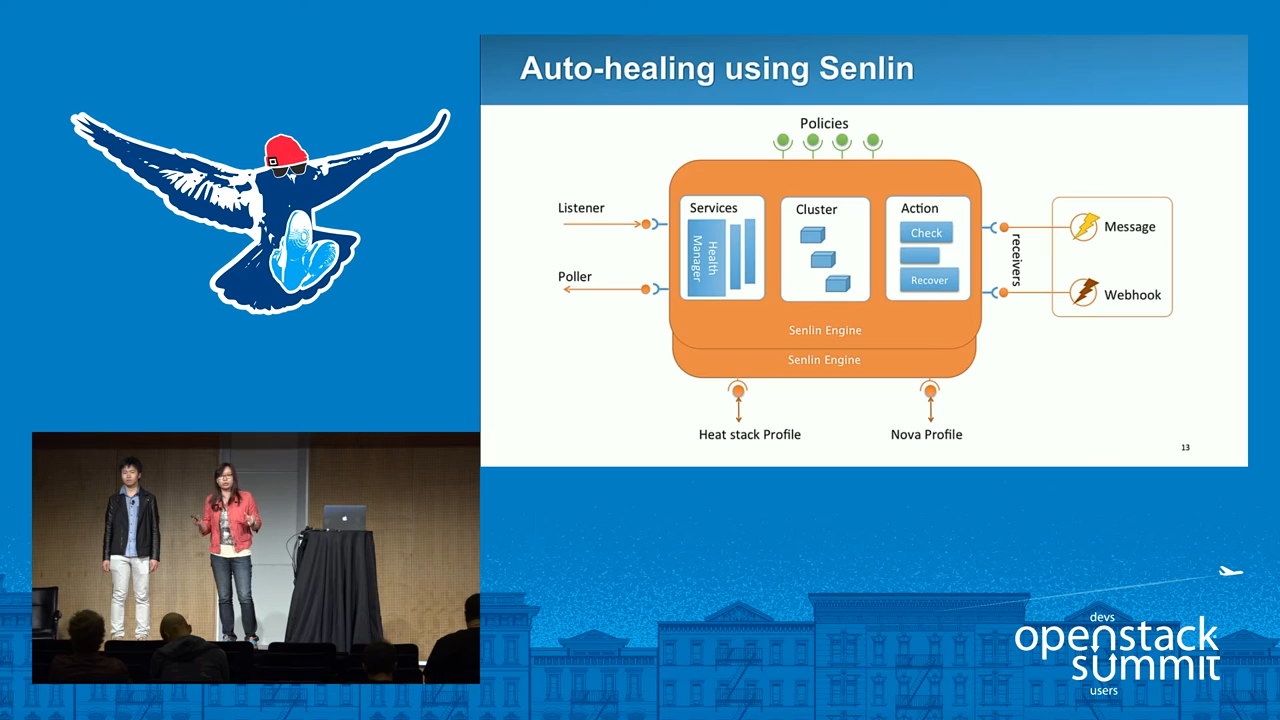 Auto-healing using Senlin
Policies
Listener
Poller
Services
Health
Manager
Cluster
Action
Check
Recover
Senlin Engine
Senlin Engine
receivers
Message
Webhook
Heat stack Profile
Nova Profile
13
devs
openstack
summit
users